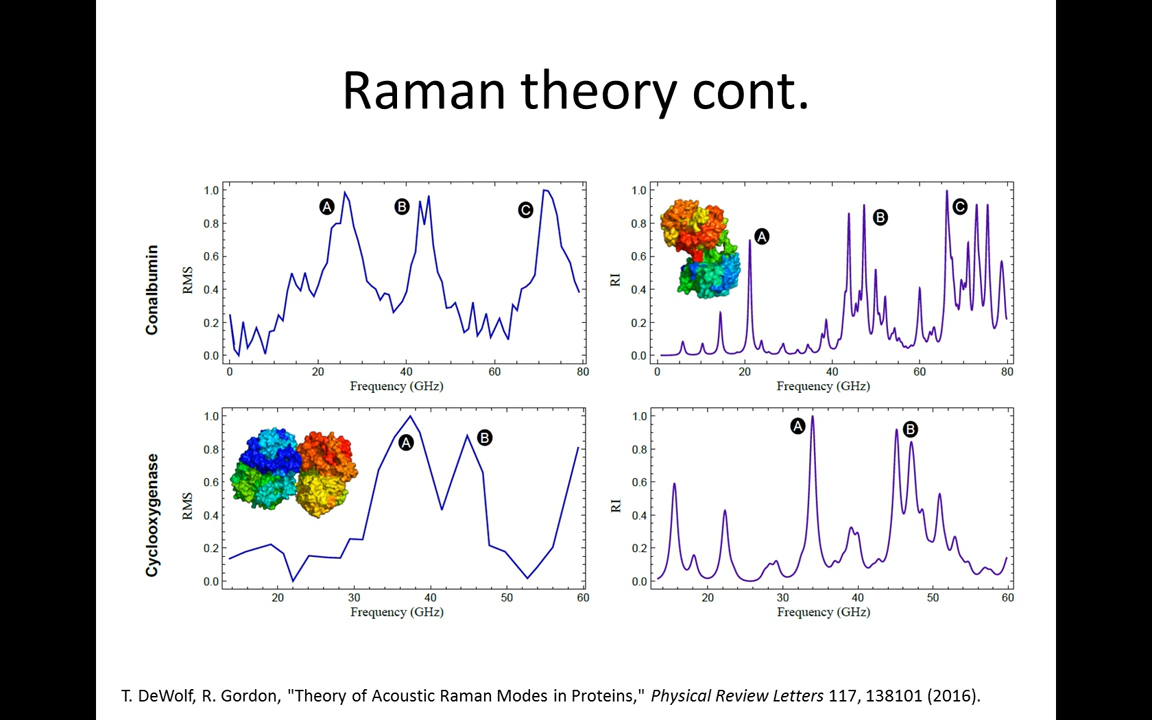 Raman theory cont.
Conalbumin
RMS
1.0
0.8
0.6
0.4
0.2
0.0
A
B
C
0 20 40 60 80
Frequency (GHz)
RI
1.0
0.8
0.6
0.4
0.2
0.0
A
B
C
0 20 40 60 80
Frequency (GHz)
Cyclooxygenase
RMS
1.0
0.8
0.6
0.4
0.2
0.0
A
B
20 30 40 50 60
Frequency (GHz)
RI
1.0
0.8
0.6
0.4
0.2
0.0
A
B
20 30 40 50 60
Frequency (GHz)
T. DeWolf, R. Gordon, "Theory of Acoustic Raman Modes in Proteins," Physical Review Letters 117, 138101 (2016).